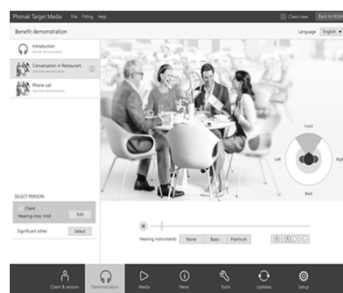 Phonak Target Media File Fitting Help
Client view Back to NOAH
Benefit demonstration
Language English
Introduction
Conversation in Restaurant
Phone call
Front
Left
Right
Back
SELECT PERSON:
Client
Hearing loss: mild
Edit
Significant other
Select
Hearing instruments None Basic Premium
Client & session Demonstration Media News Tools Updates Setup